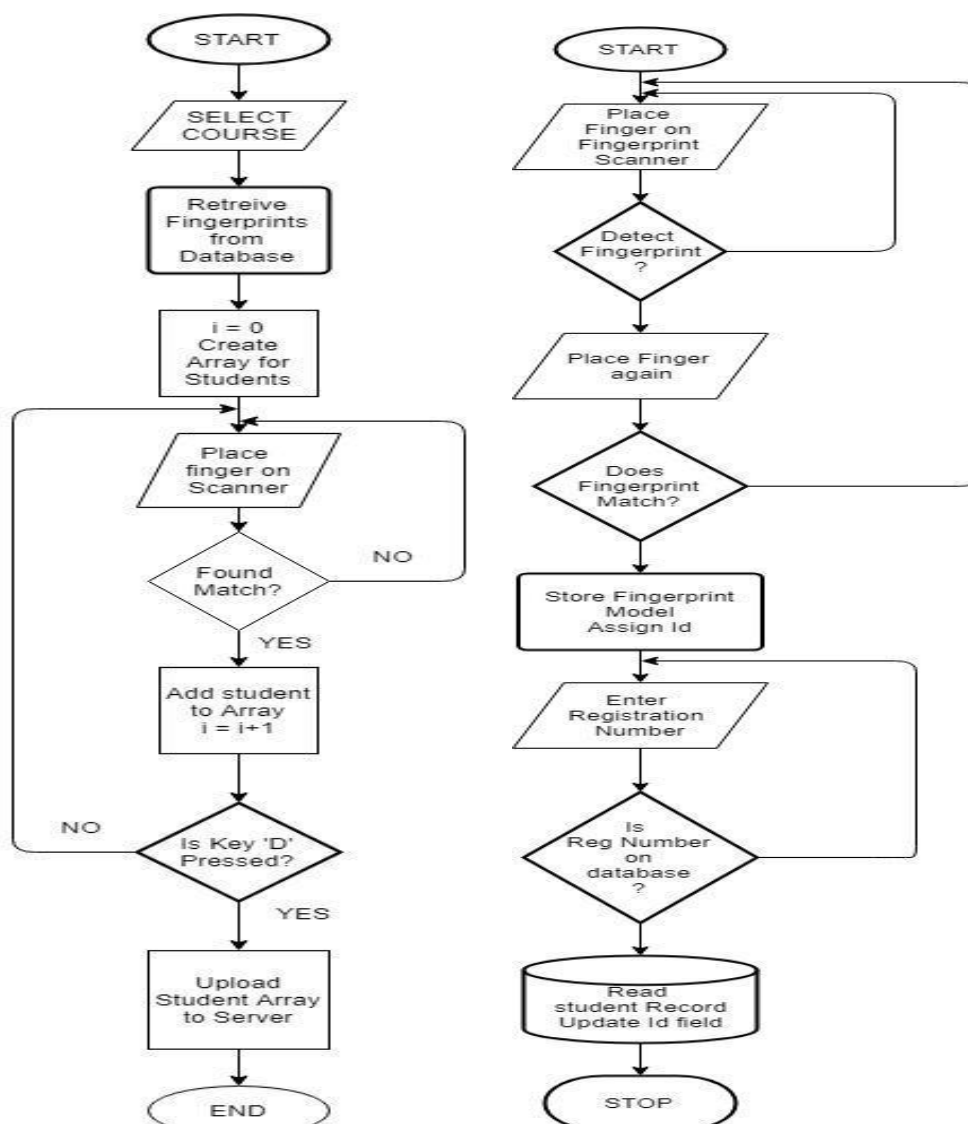 START
SELECT
COURSE
Retreive
Fingerprints
from
Database
i = 0
Create
Array for
Students
Place
finger on
Scanner
Found
Match?
NO
YES
Add student
to Array
i = i+1
Is Key 'D'
Pressed?
NO
YES
Upload
Student Array
to Server
END
START
Place
Finger on
Fingerprint
Scanner
Detect
Fingerprint
?
Place Finger
again
Does
Fingerprint
Match?
Store Fingerprint
Model
Assign Id
Enter
Registration
Number
Is
Reg Number
on
database
?
Read
student Record
Update Id field
STOP